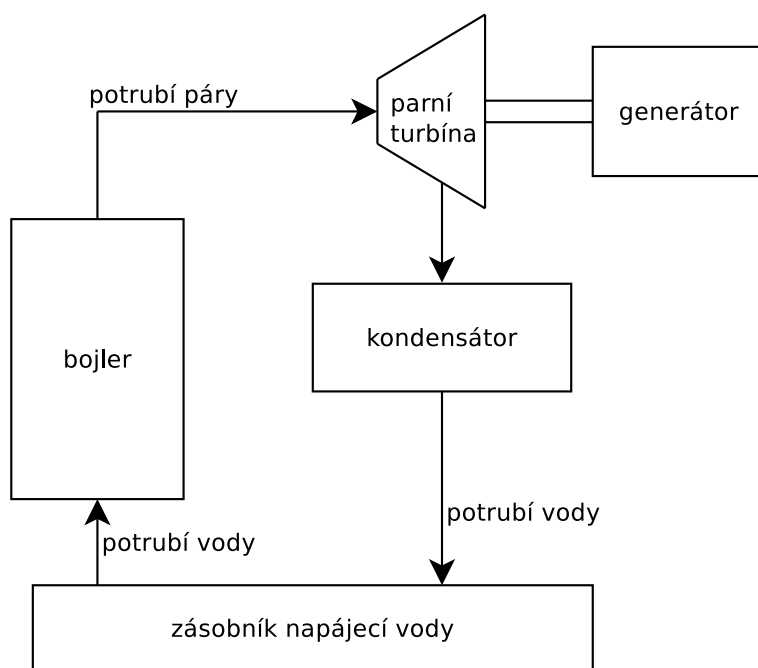 potrubí páry
parní
turbína
generátor
bojler
kondensátor
potrubí vody
potrubí vody
zásobník napájecí vody